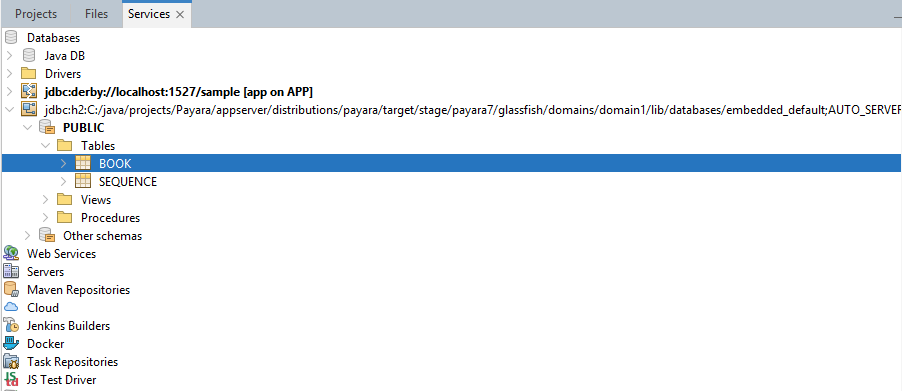 Projects Files Services
Databases
Java DB
Drivers
jdbc:derby://localhost:1527/sample [app on APP]
jdbc:h2:C:/java/projects/Payara/appserver/distributions/payara/target/stage/payara7/glassfish/domains/domain1/lib/databases/embedded_default;AUTO_SERVER
PUBLIC
Tables
BOOK
SEQUENCE
Views
Procedures
Other schemas
Web Services
Servers
Maven Repositories
Cloud
Jenkins Builders
Docker
Task Repositories
JS Test Driver